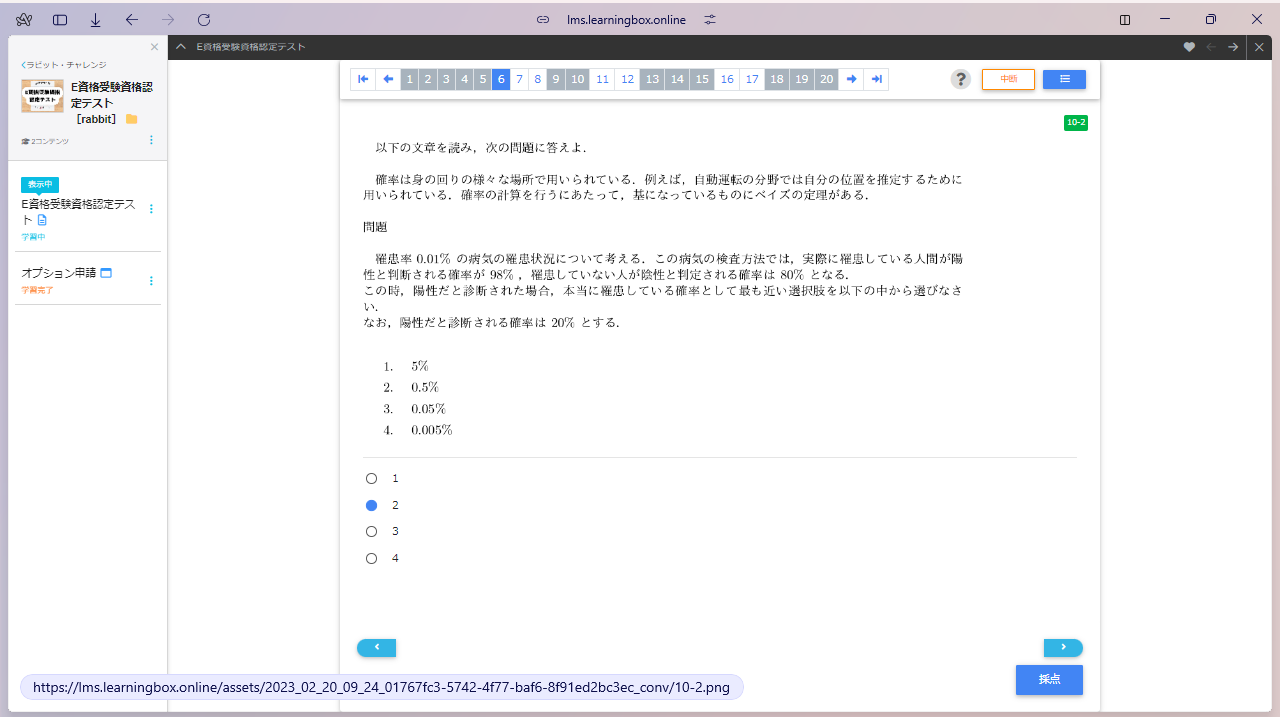 lms.learningbox.online
E資格受験資格認定テスト
ラビット・チャレンジ
E資格受験資格認定テスト
E資格受験資格認
定テスト
［rabbit］
2コンテンツ
表示中
E資格受験資格認定テス
ト
学習中
オプション申請
学習完了
1 2 3 4 5 6 7 8 9 10 11 12 13 14 15 16 17 18 19 20
?
中断
10-2
以下の文章を読み，次の問題に答えよ．
確率は身の回りの様々な場所で用いられている．例えば，自動運転の分野では自分の位置を推定するために
用いられている．確率の計算を行うにあたって，基になっているものにベイズの定理がある．
問題
罹患率 0.01% の病気の罹患状況について考える．この病気の検査方法では，実際に罹患している人間が陽
性と判断される確率が 98% ，罹患していない人が陰性と判定される確率は 80% となる．
この時，陽性だと診断された場合，本当に罹患している確率として最も近い選択肢を以下の中から選びなさ
い．
なお，陽性だと診断される確率は 20% とする．
1. 5%
2. 0.5%
3. 0.05%
4. 0.005%
1
2
3
4
採点
https://lms.learningbox.online/assets/2023_02_20_03_24_01767fc3-5742-4f77-baf6-8f91ed2bc3ec_conv/10-2.png